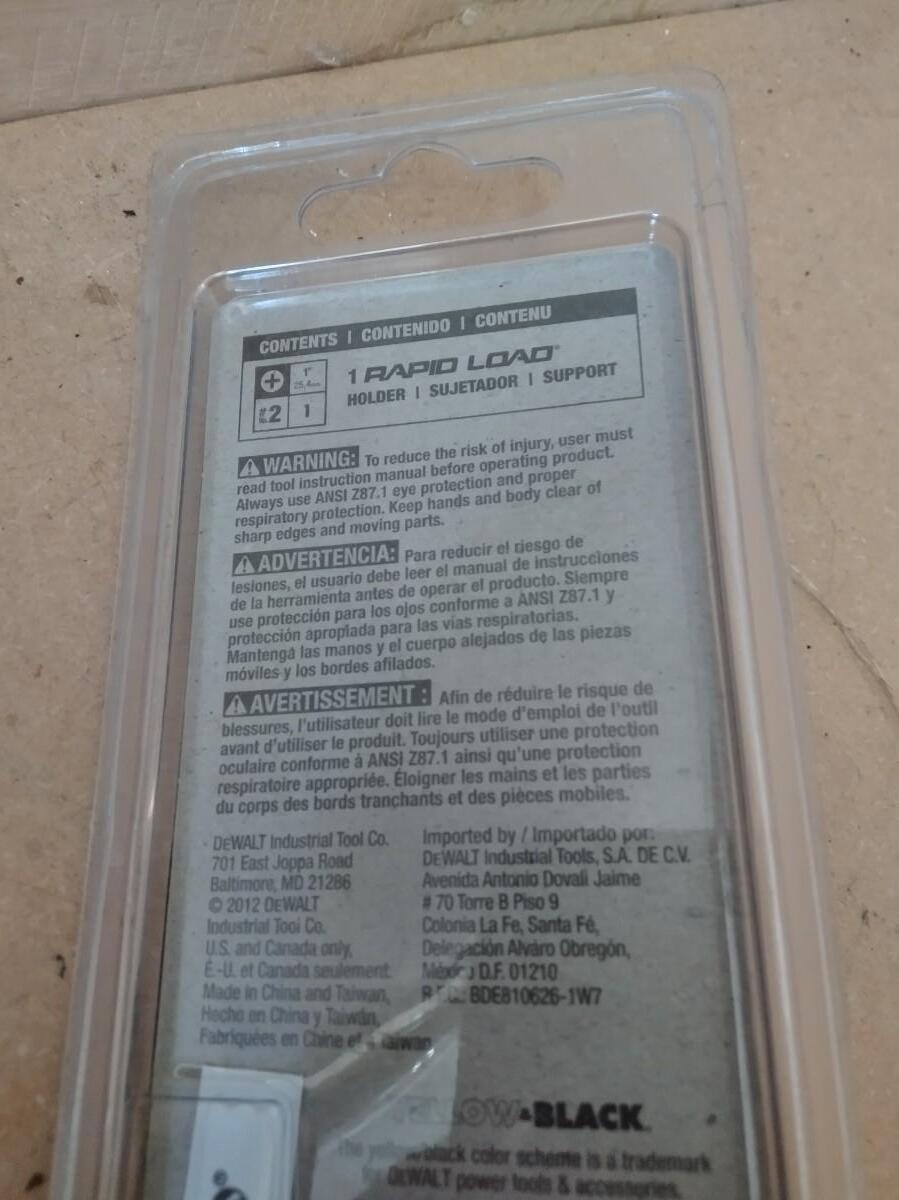 CONTENTS | CONTENIDO | CONTENU
1" 25,4mm
#2 1
1 RAPID LOAD®
HOLDER | SUJETADOR | SUPPORT
WARNING: To reduce the risk of injury, user must
read tool instruction manual before operating product.
Always use ANSI Z87.1 eye protection and proper
respiratory protection. Keep hands and body clear of
sharp edges and moving parts.
ADVERTENCIA: Para reducir el riesgo de
lesiones, el usuario debe leer el manual de instrucciones
de la herramienta antes de operar el producto. Siempre
use protección para los ojos conforme a ANSI Z87.1 y
protección apropiada para las vías respiratorias.
Mantenga las manos y el cuerpo alejados de las piezas
móviles y los bordes afilados.
AVERTISSEMENT : Afin de réduire le risque de
blessures, l'utilisateur doit lire le mode d'emploi de l'outil
avant d'utiliser le produit. Toujours utiliser une protection
oculaire conforme à ANSI Z87.1 ainsi qu'une protection
respiratoire appropriée. Éloigner les mains et les parties
du corps des bords tranchants et des pièces mobiles.
DEWALT Industrial Tool Co.
701 East Joppa Road
Baltimore, MD 21286
© 2012 DEWALT
Industrial Tool Co.
U.S. and Canada only,
É.-U. et Canada seulement.
Made in China and Taiwan,
Hecho en China y Taiwán,
Fabriquées en Chine et Taiwan
Imported by / Importado por:
DEWALT Industrial Tools, S.A. DE C.V.
Avenida Antonio Dovali Jaime
# 70 Torre B Piso 9
Colonia La Fe, Santa Fé,
Delegación Alvaro Obregón,
México D.F. 01210
BDE810626-1W7
YELLOW&BLACK
the yellow/black color scheme is a trademark
for DEWALT power tools & accessories.